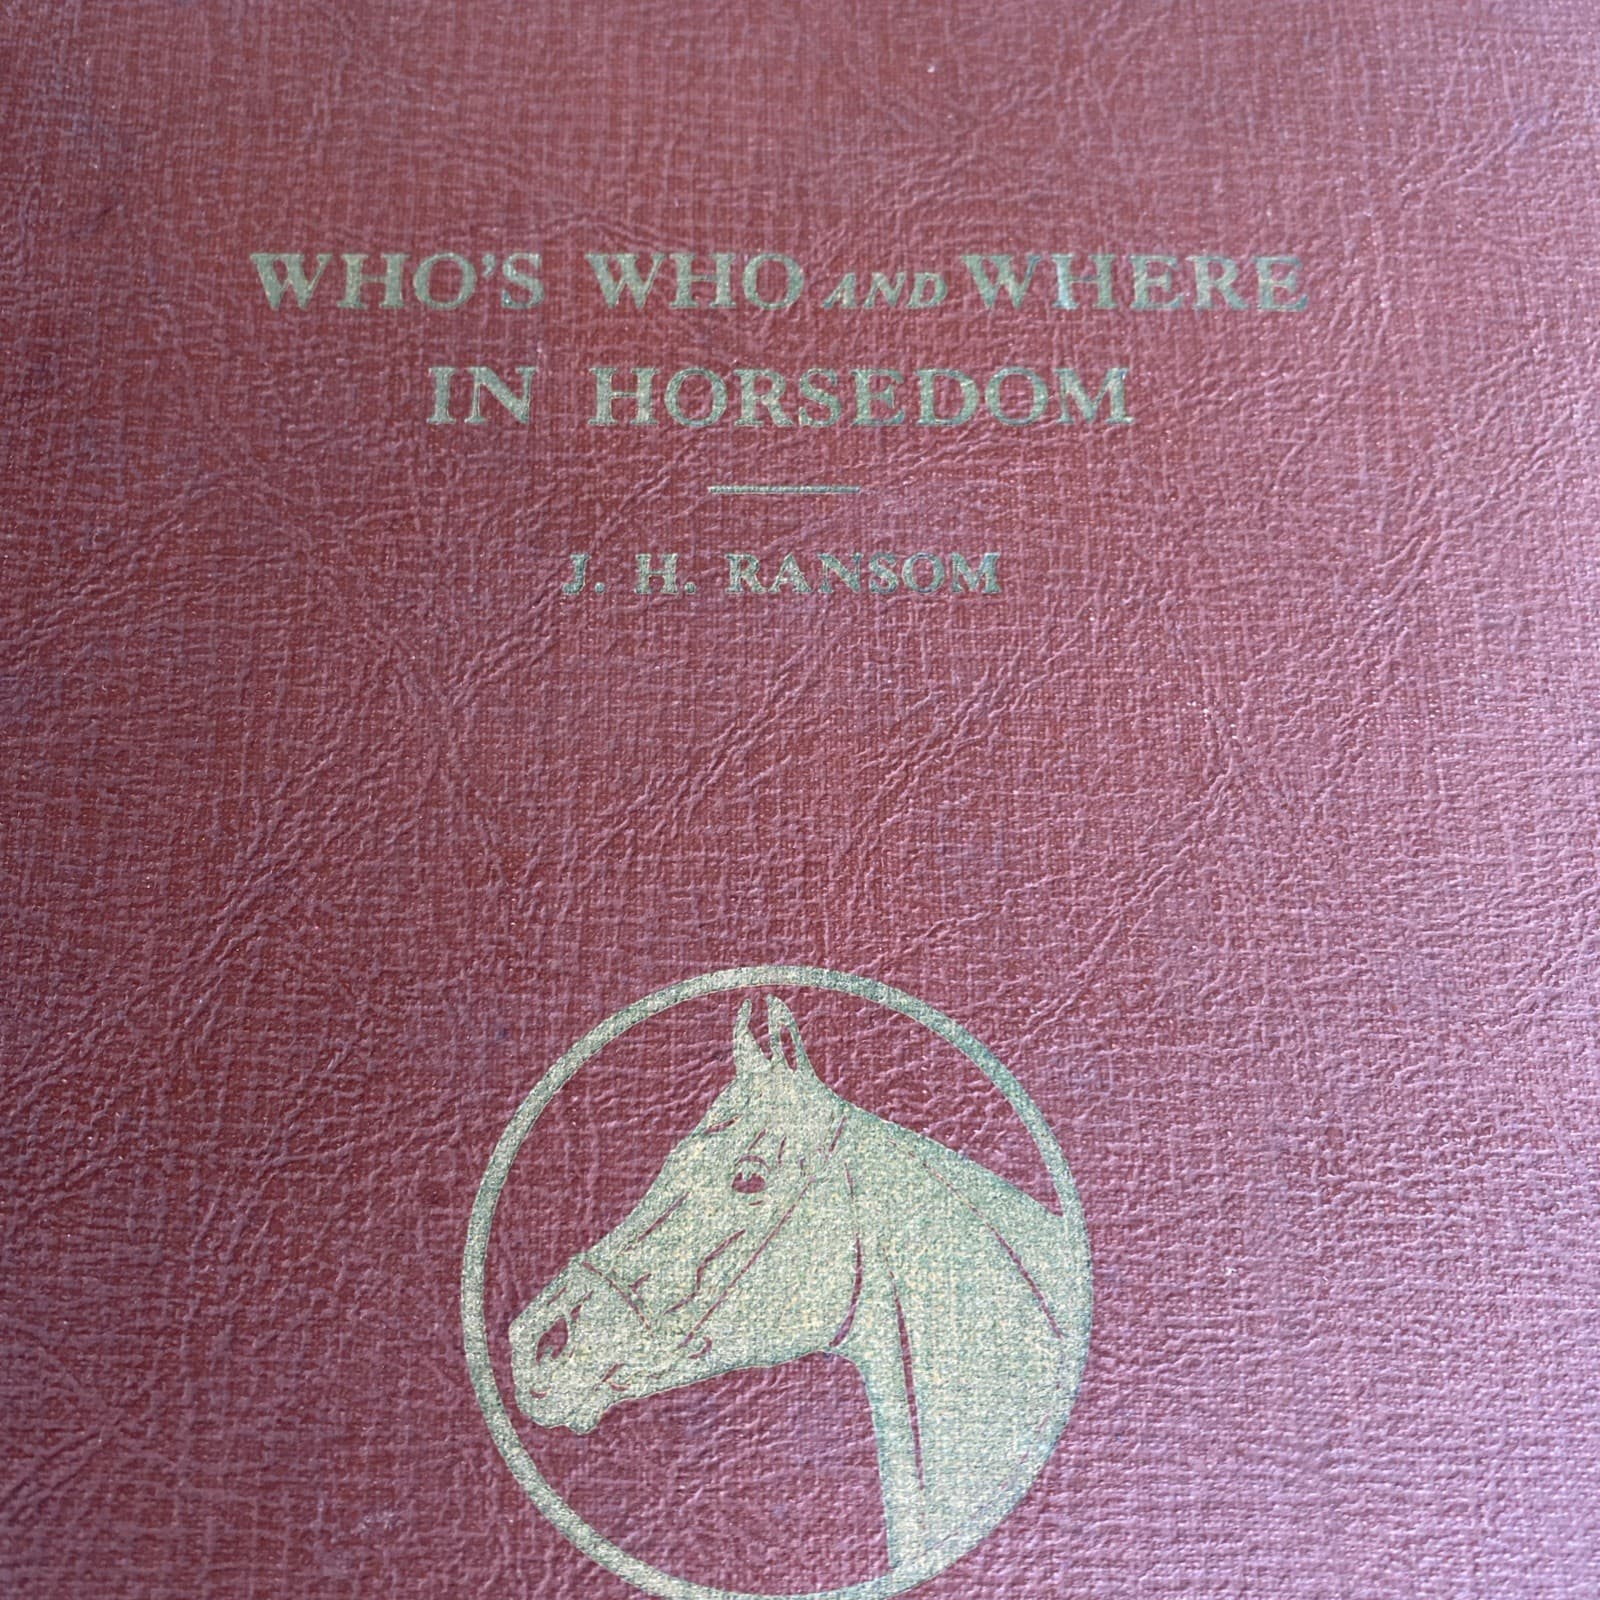 WHO'S WHO AND WHERE
IN HORSEDOM
J. H. RANSOM